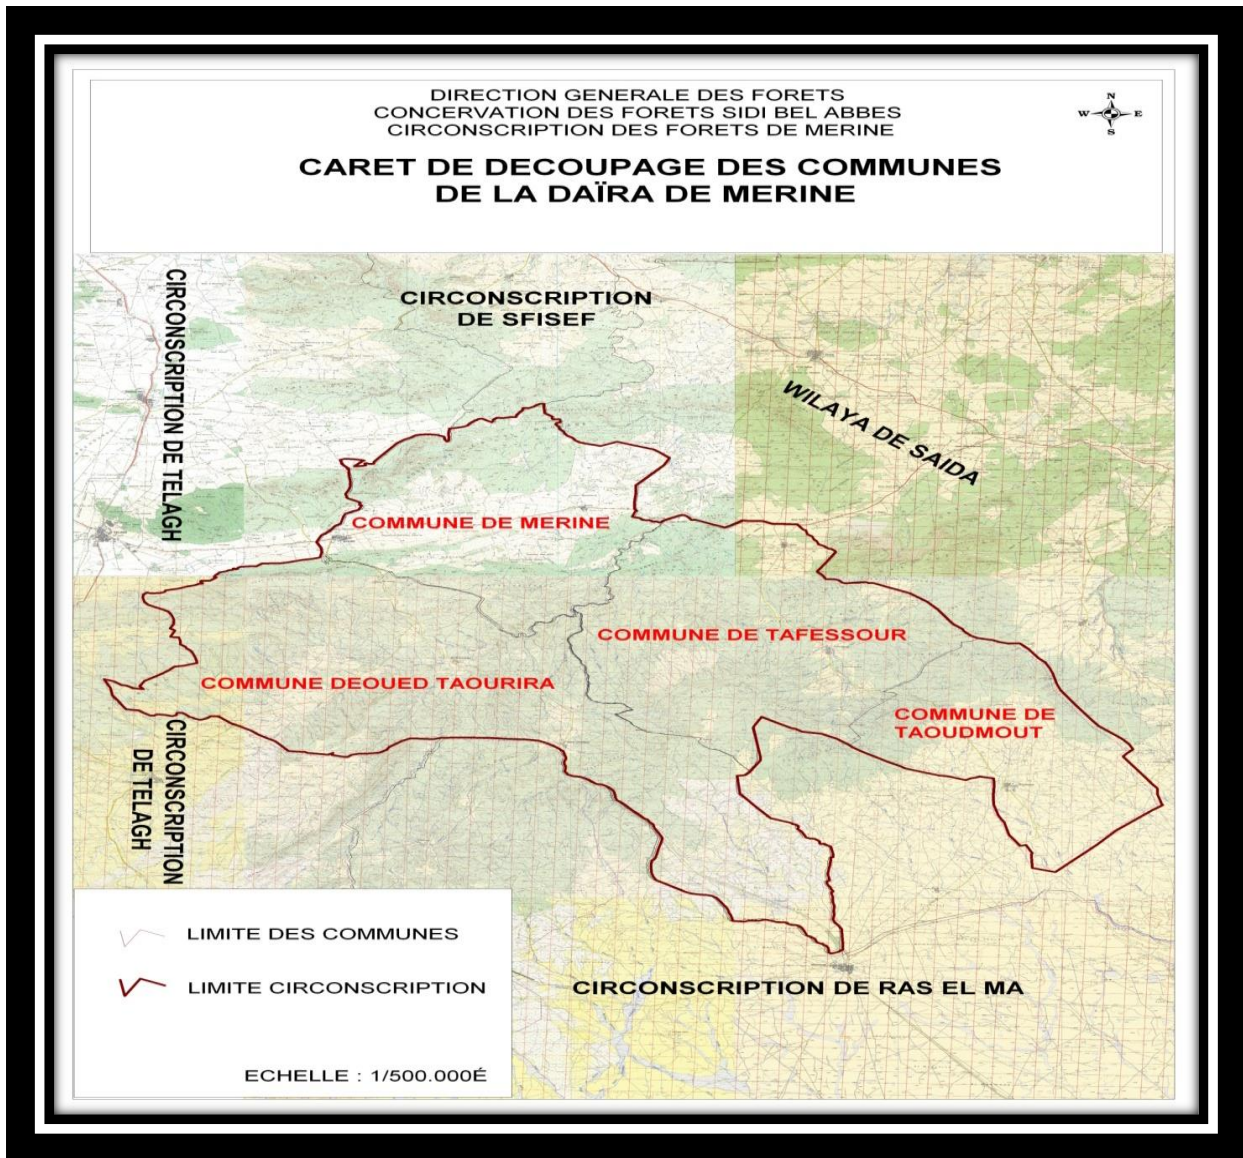 DIRECTION GENERALE DES FORETS
CONCERVATION DES FORETS SIDI BEL ABBES
CIRCONSCRIPTION DES FORETS DE MERINE
CARET DE DECOUPAGE DES COMMUNES
DE LA DAÏRA DE MERINE
N
W E
S
CIRCONSCRIPTION DE TELAGH
CIRCONSCRIPTION
DE SFISEF
WILAYA DE SAIDA
COMMUNE DE MERINE
COMMUNE DE TAFESSOUR
COMMUNE DEOUED TAOURIRA
COMMUNE DE
TAOUDMOUT
CIRCONSCRIPTION
DE TELAGH
LIMITE DES COMMUNES
LIMITE CIRCONSCRIPTION
CIRCONSCRIPTION DE RAS EL MA
ECHELLE : 1/500.000É